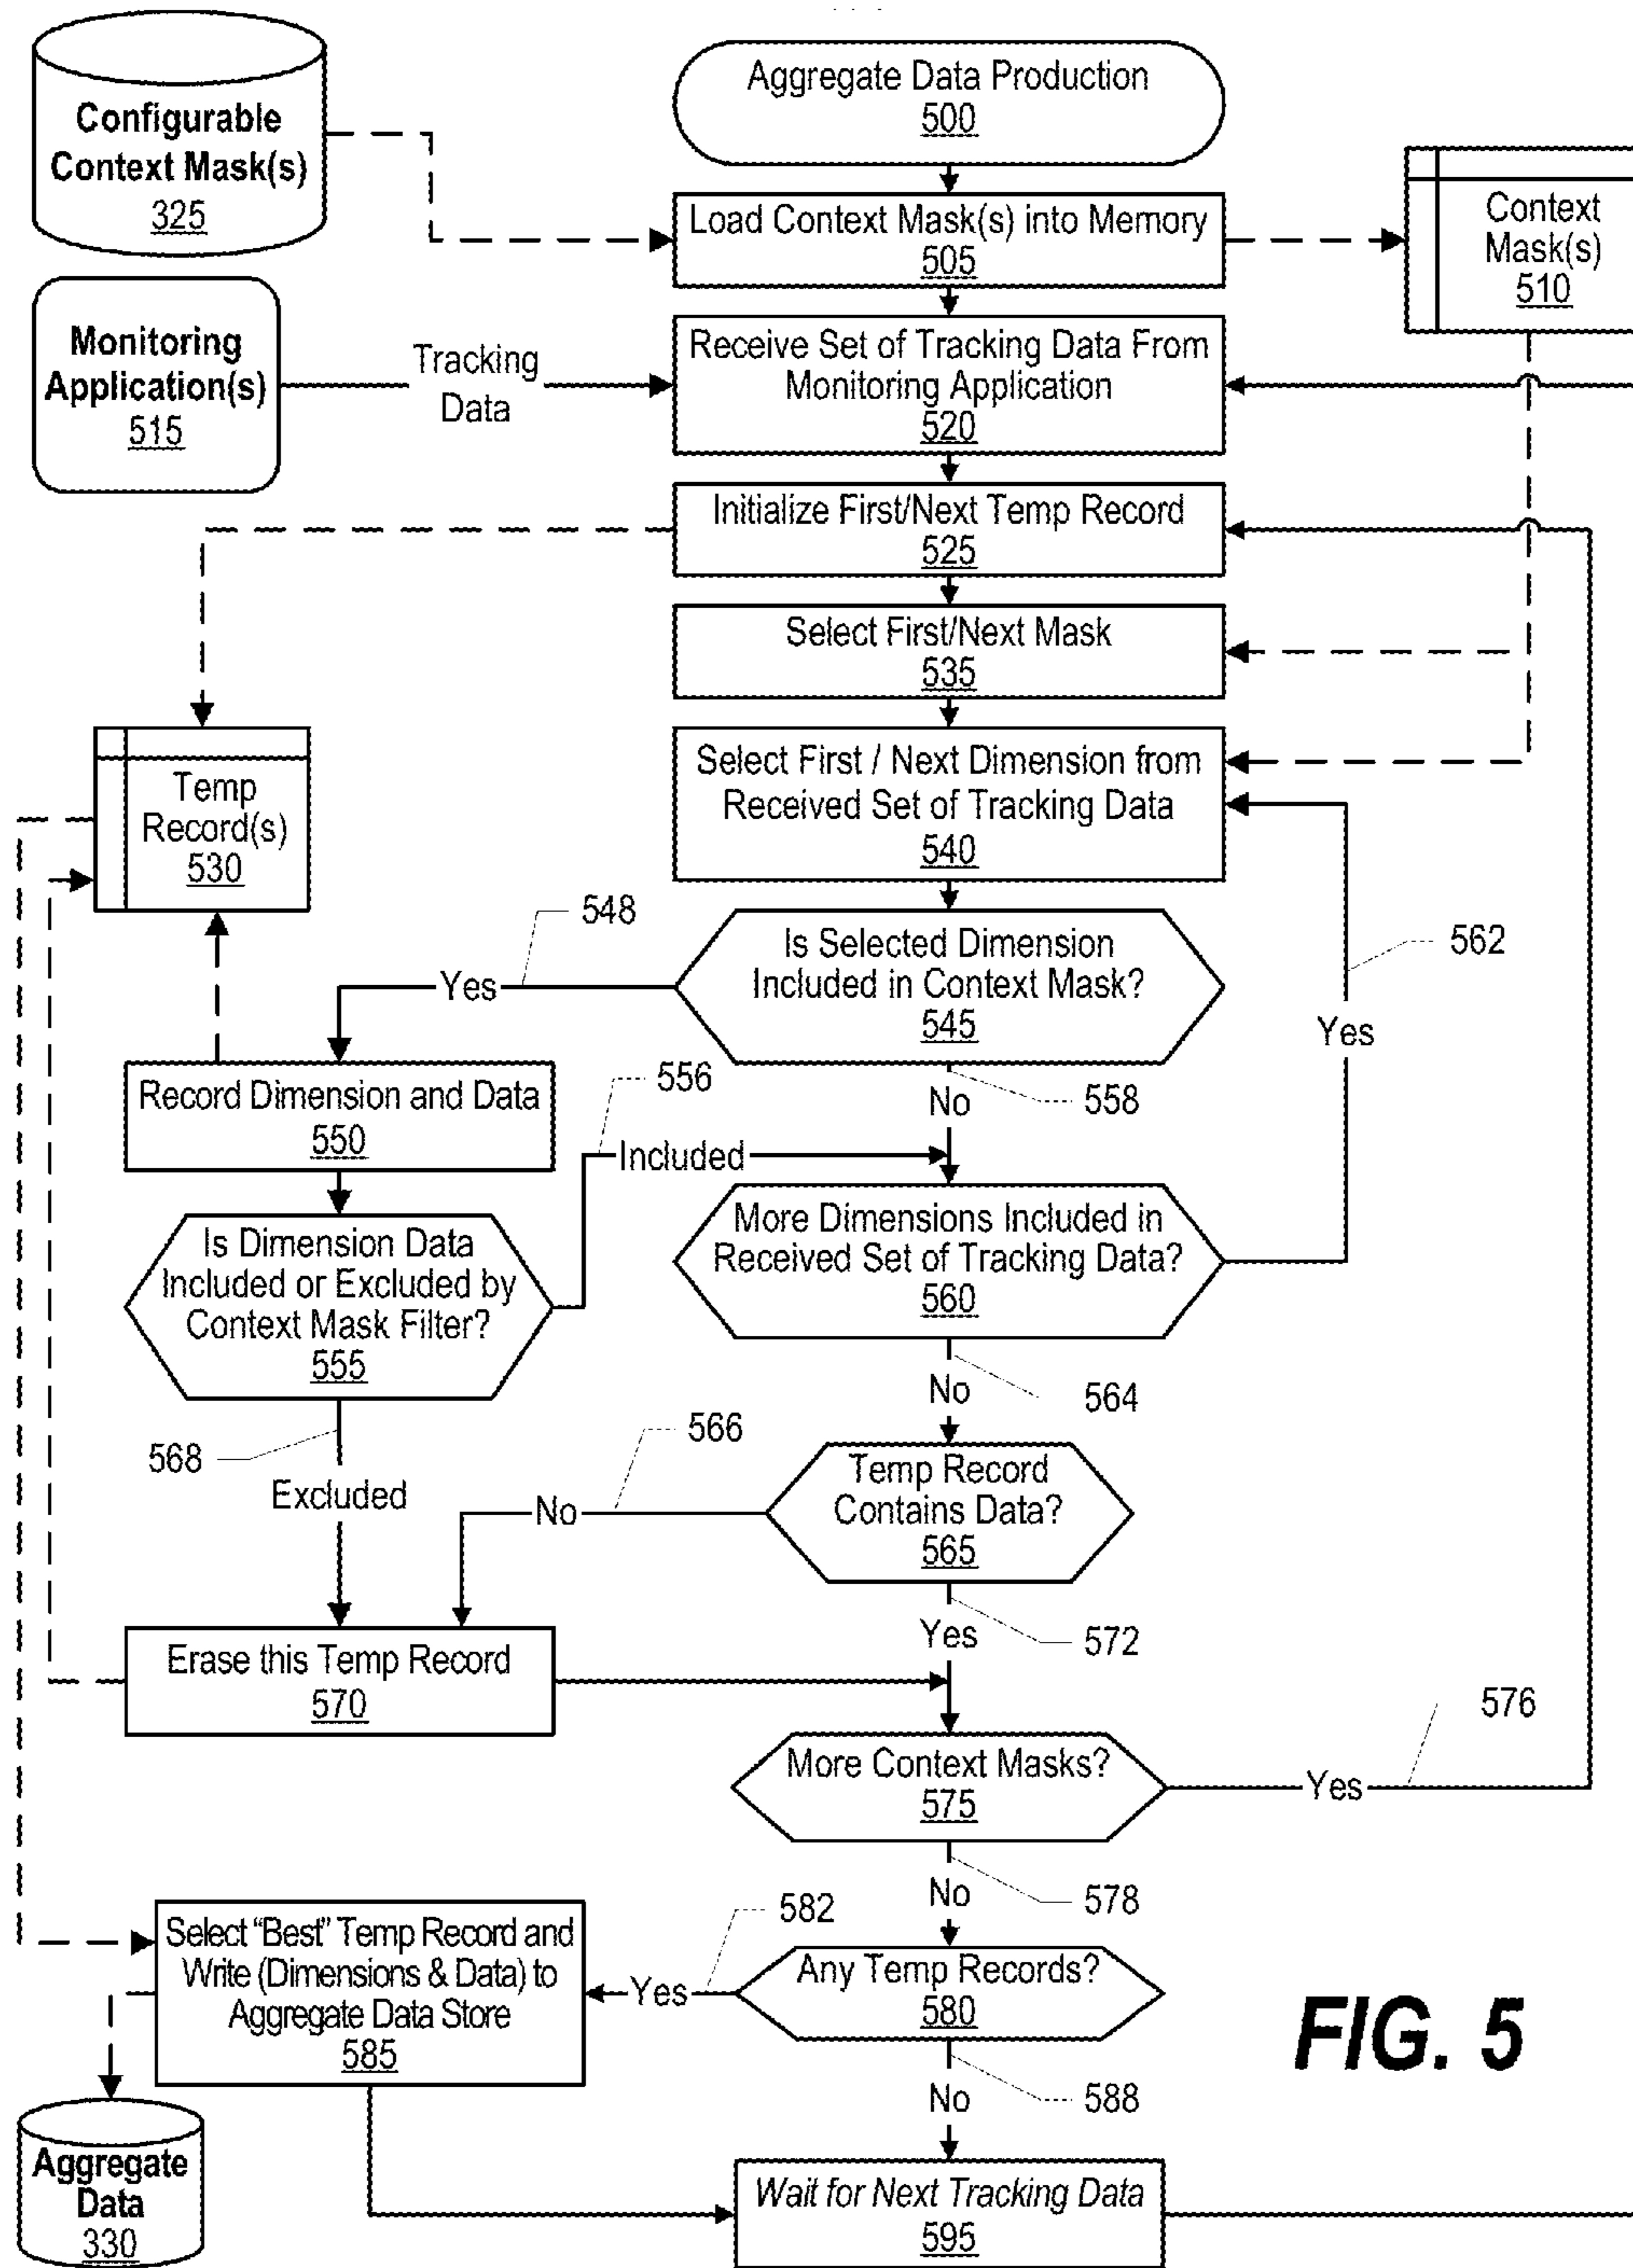 Configurable
Context Mask(s)
325
Aggregate Data Production
500
Load Context Mask(s) into Memory
505
Context
Mask(s)
510
Monitoring
Application(s)
515
Tracking
Data
Receive Set of Tracking Data From
Monitoring Application
520
Initialize First/Next Temp Record
525
Select First/Next Mask
535
Temp
Record(s)
530
Select First / Next Dimension from
Received Set of Tracking Data
540
548
Yes
Is Selected Dimension
Included in Context Mask?
545
562
Yes
Record Dimension and Data
550
556
Included
No
558
Is Dimension Data
Included or Excluded by
Context Mask Filter?
555
More Dimensions Included in
Received Set of Tracking Data?
560
No
564
568
Excluded
566
No
Temp Record
Contains Data?
565
Yes
572
Erase this Temp Record
570
More Context Masks?
575
Yes
576
No
578
Select “Best” Temp Record and
Write (Dimensions & Data) to
Aggregate Data Store
585
582
Yes
Any Temp Records?
580
No
588
FIG. 5
Aggregate
Data
330
Wait for Next Tracking Data
595